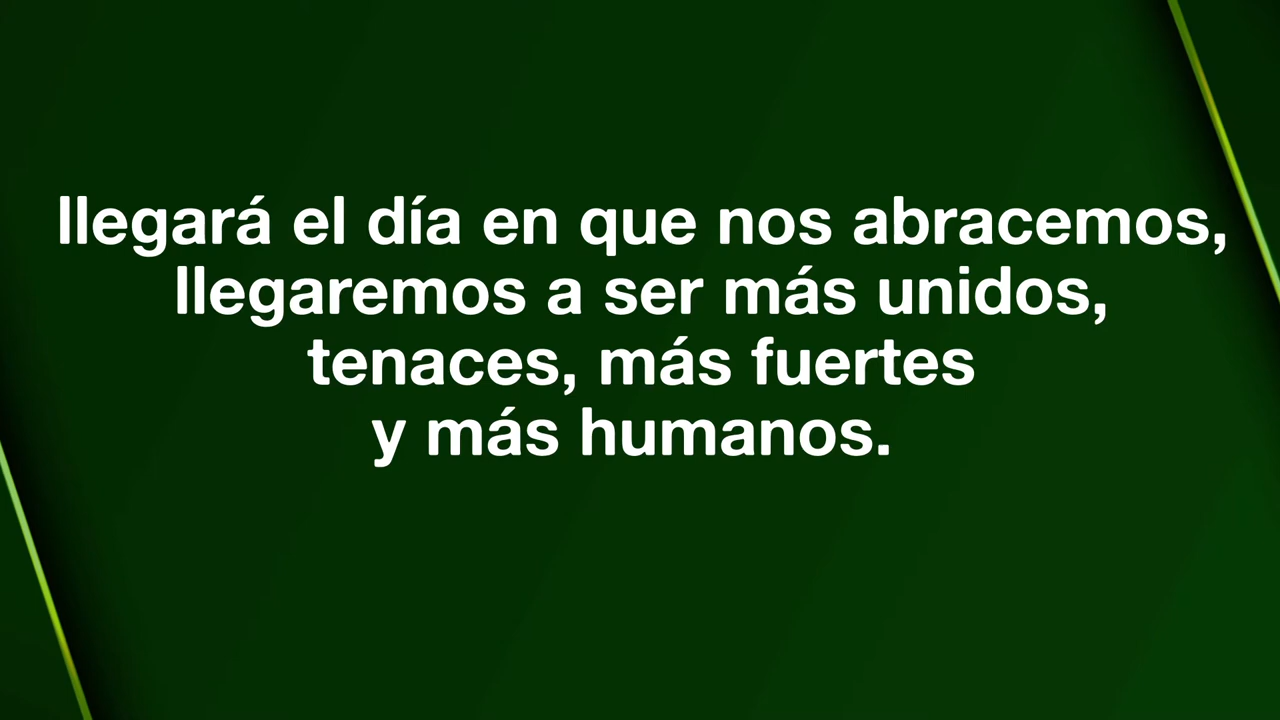 llegará el día en que nos abracemos,
llegaremos a ser más unidos,
tenaces, más fuertes
y más humanos.